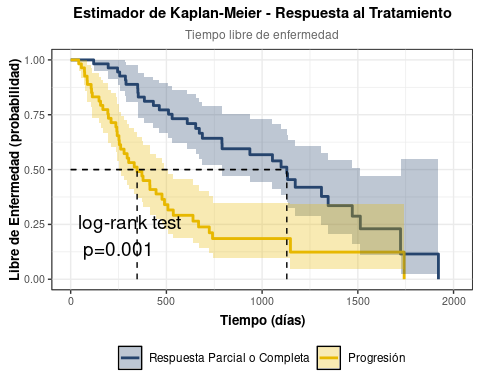 Estimador de Kaplan-Meier - Respuesta al Tratamiento
Tiempo libre de enfermedad
Libre de Enfermedad (probabilidad)
1.00
0.75
0.50
0.25
0.00
log-rank test
p=0.001
0
500
1000
1500
2000
Tiempo (días)
Respuesta Parcial o Completa
Progresión